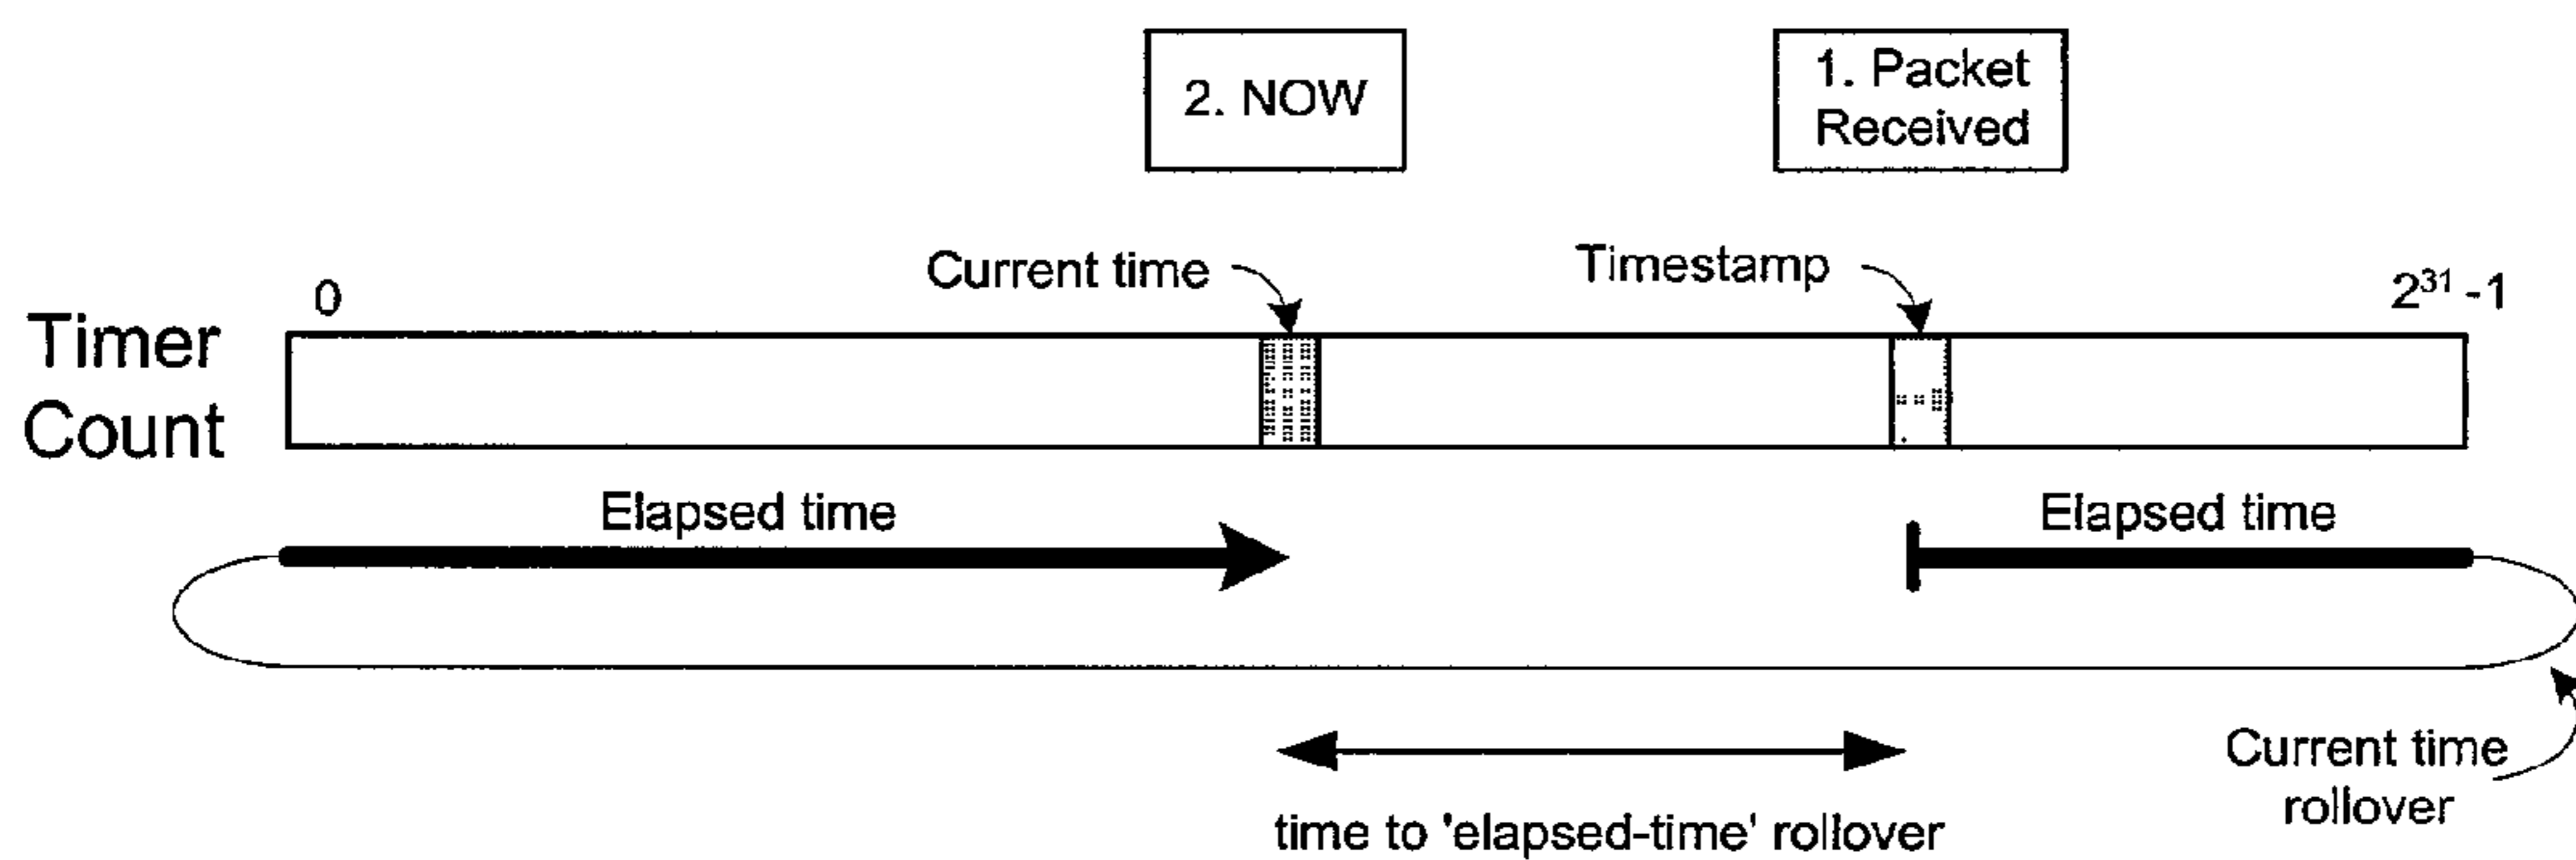 2. NOW
1. Packet
Received
Current time
Timestamp
0
2³¹ -1
Timer
Count
Elapsed time
Elapsed time
time to 'elapsed-time' rollover
Current time
rollover